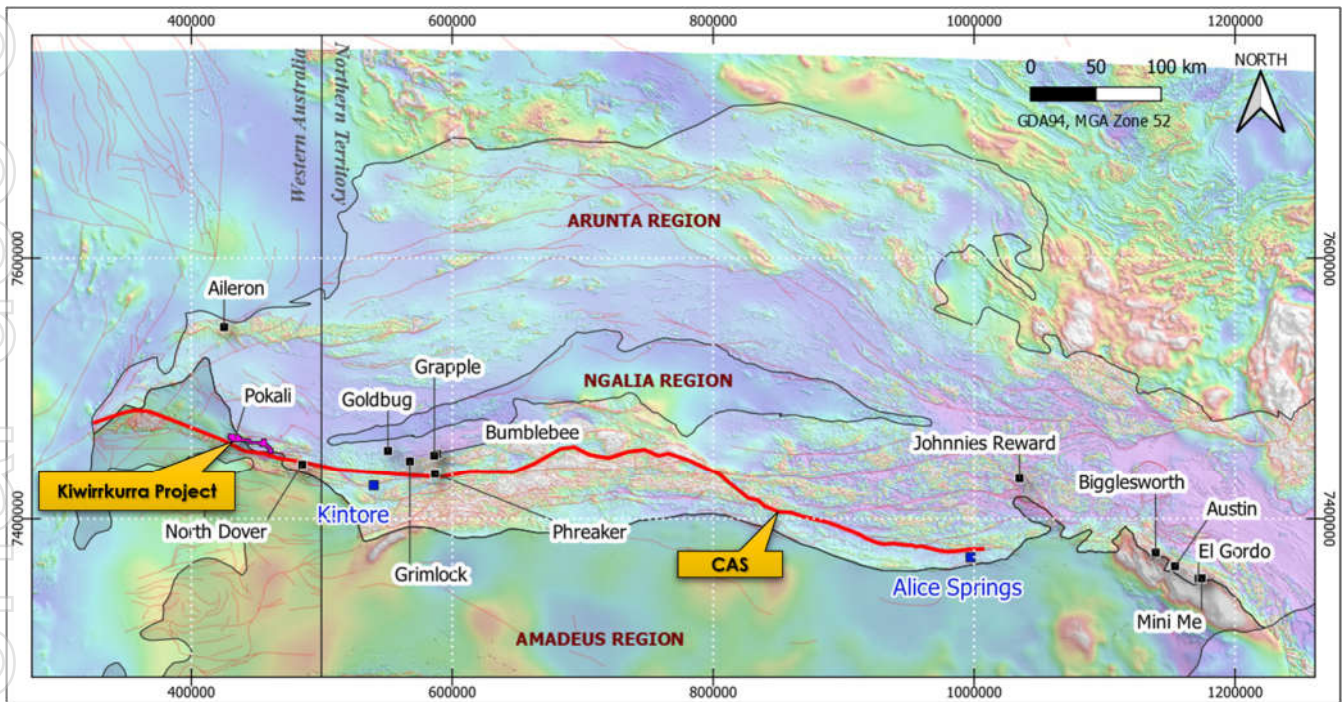 400000
600000
800000
1000000
1200000
Western Australia
Northern Territory
0 50 100 km
GDA94, MGA Zone 52
NORTH
ARUNTA REGION
7600000
7600000
Aileron
Grapple
NGALIA REGION
Pokali
Goldbug
Bumblebee
Johnnies Reward
Bigglesworth
Kiwirrkurra Project
Austin
North Dover
Kintore
7400000
7400000
Phreaker
El Gordo
CAS
Grimlock
Alice Springs
Mini Me
AMADEUS REGION
400000
600000
800000
1000000
1200000